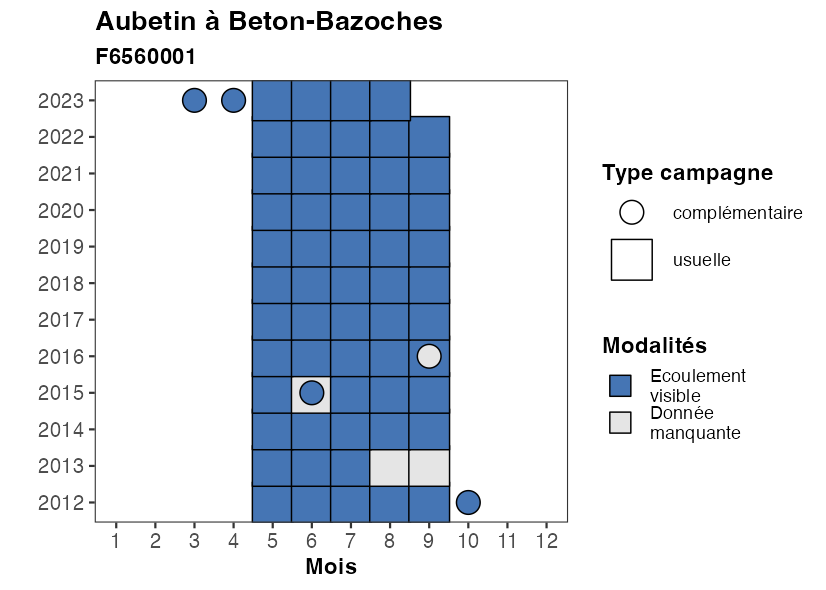 Aubetin à Beton-Bazoches
F6560001
2023
2022
2021
2020
2019
2018
2017
2016
2015
2014
2013
2012
1 2 3 4 5 6 7 8 9 10 11 12
Mois
Type campagne
complémentaire
usuelle
Modalités
Ecoulement
visible
Donnée
manquante